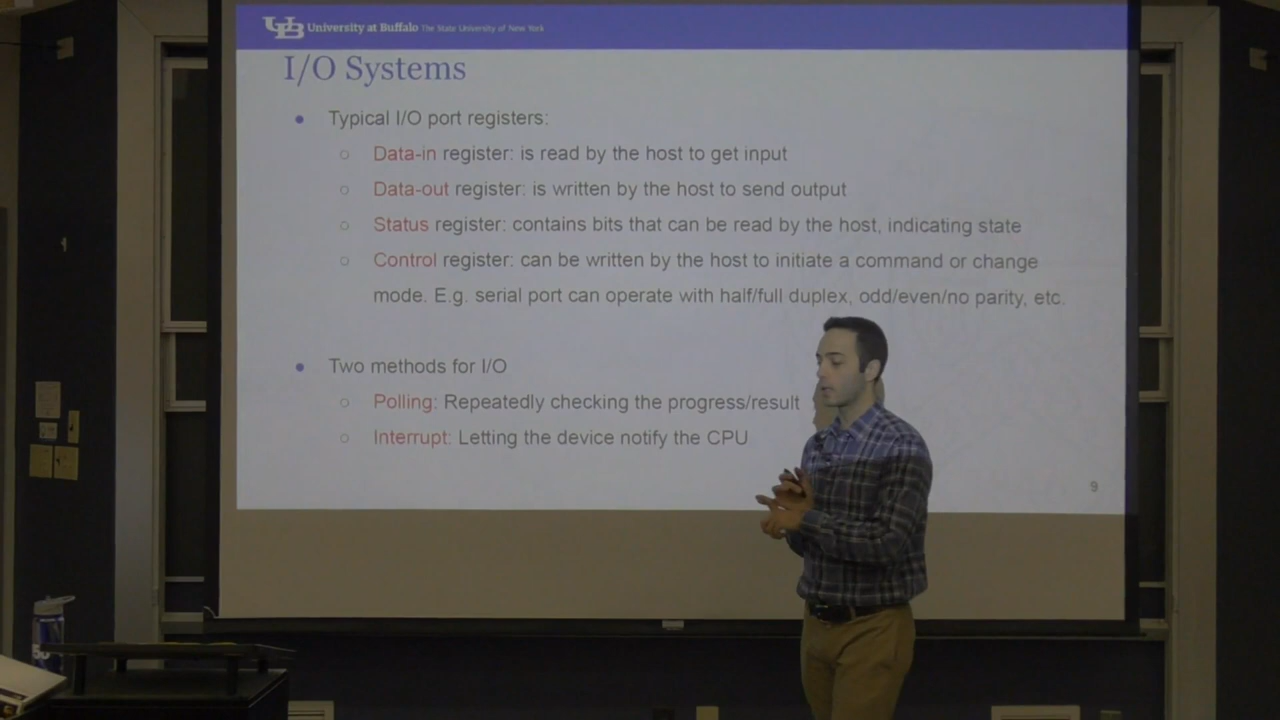 UB University at Buffalo The State University of New York
I/O Systems
● Typical I/O port registers:
○ Data-in register: is read by the host to get input
○ Data-out register: is written by the host to send output
○ Status register: contains bits that can be read by the host, indicating state
○ Control register: can be written by the host to initiate a command or change
mode. E.g. serial port can operate with half/full duplex, odd/even/no parity, etc.
● Two methods for I/O
○ Polling: Repeatedly checking the progress/result
○ Interrupt: Letting the device notify the CPU
9